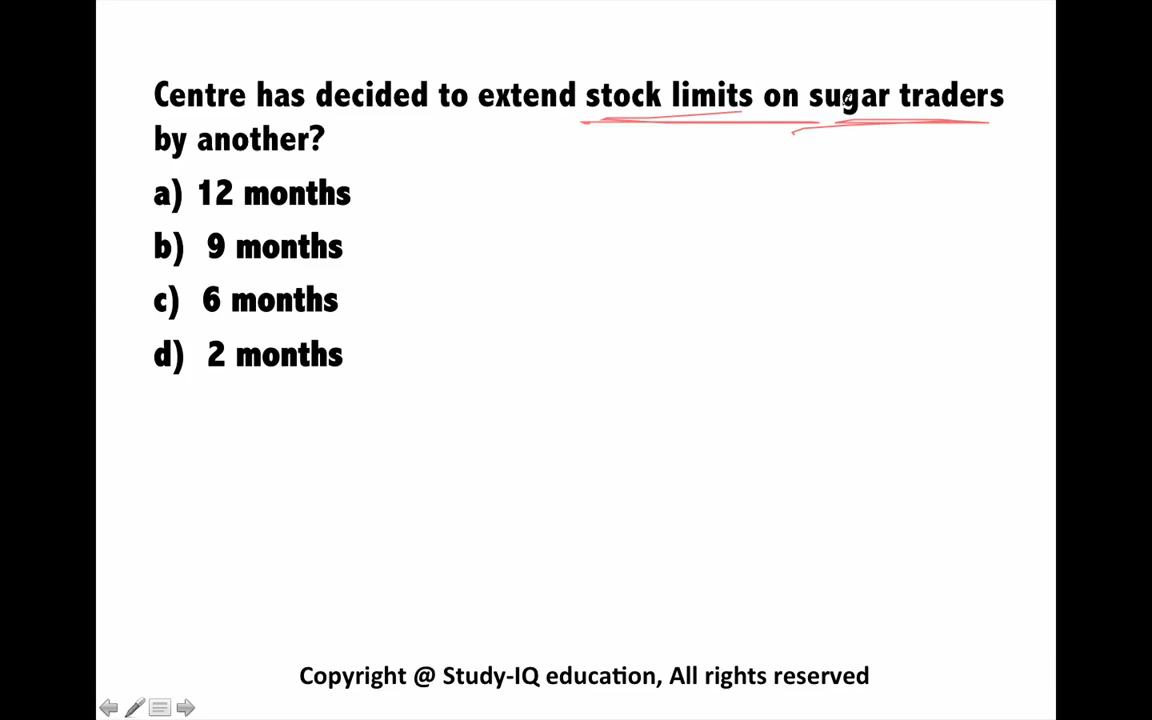 Centre has decided to extend stock limits on sugar traders
by another?
a) 12 months
b) 9 months
c) 6 months
d) 2 months
Copyright @ Study-IQ education, All rights reserved